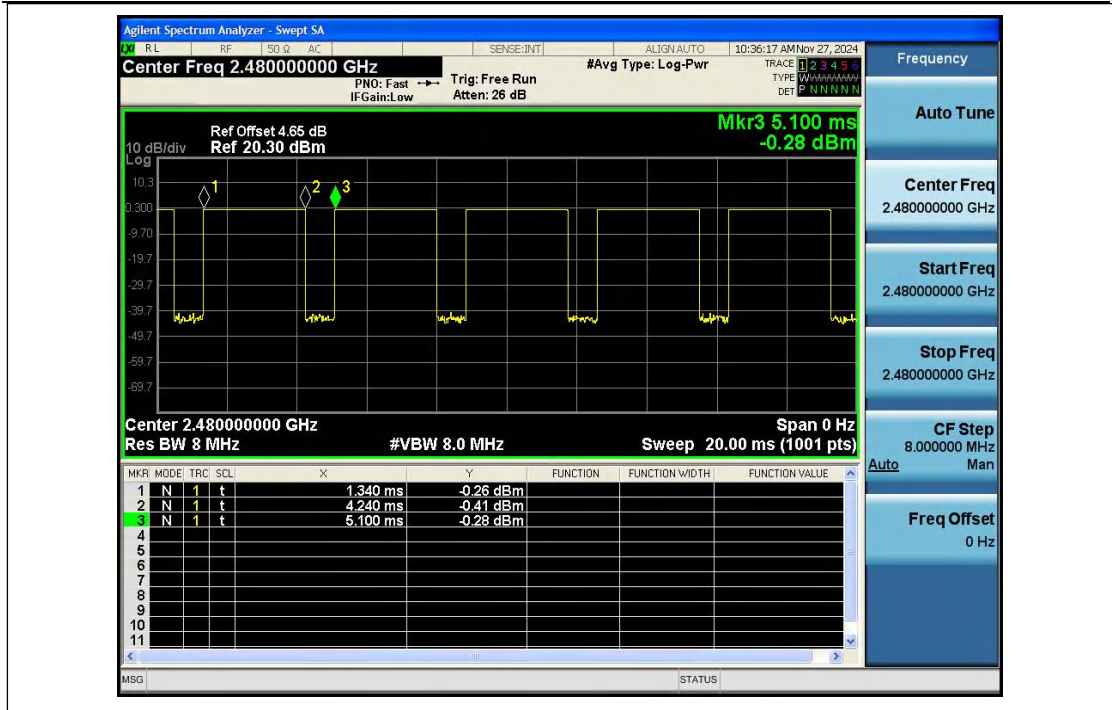 Agilent Spectrum Analyzer - Swept SA
LXI RL RF 50 Ω AC SENSE:INT ALIGN AUTO 10:36:17 AM Nov 27, 2024
Center Freq 2.480000000 GHz
PNO: Fast
IFGain:Low
Trig: Free Run
Atten: 26 dB
#Avg Type: Log-Pwr
TRACE 1 2 3 4 5 6
TYPE WWWWWWW
DET P N N N N N
Ref Offset 4.65 dB
10 dB/div Ref 20.30 dBm
Log
Mkr3 5.100 ms
-0.28 dBm
10.3
0.300
-9.70
-19.7
-29.7
-39.7
-49.7
-59.7
-69.7
1 2 3
Center 2.480000000 GHz Span 0 Hz
Res BW 8 MHz #VBW 8.0 MHz Sweep 20.00 ms (1001 pts)
MKR MODE TRC SCL X Y FUNCTION FUNCTION WIDTH FUNCTION VALUE
1 N 1 t 1.340 ms -0.26 dBm
2 N 1 t 4.240 ms -0.41 dBm
3 N 1 t 5.100 ms -0.28 dBm
4
5
6
7
8
9
10
11
MSG STATUS
Frequency
Auto Tune
Center Freq
2.480000000 GHz
Start Freq
2.480000000 GHz
Stop Freq
2.480000000 GHz
CF Step
8.000000 MHz
Auto Man
Freq Offset
0 Hz